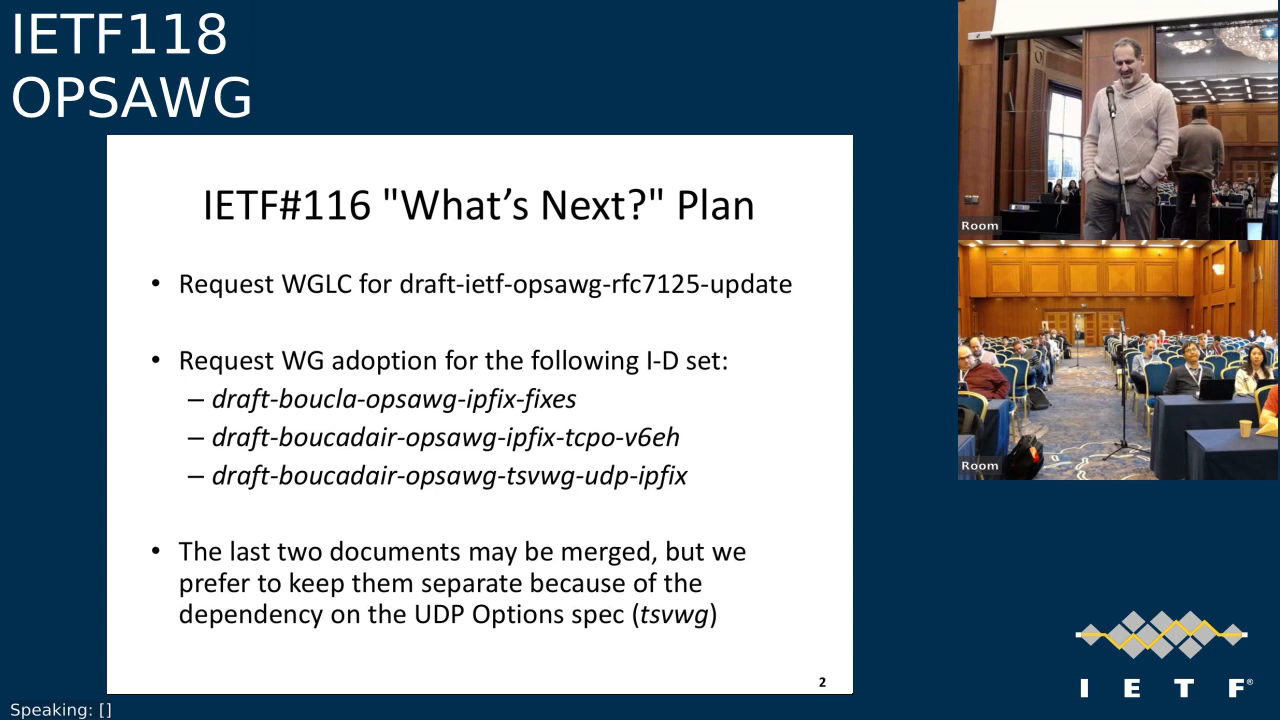 IETF118
OPSAWG
IETF#116 "What’s Next?" Plan
• Request WGLC for draft-ietf-opsawg-rfc7125-update
• Request WG adoption for the following I-D set:
– draft-boucla-opsawg-ipfix-fixes
– draft-boucadair-opsawg-ipfix-tcpo-v6eh
– draft-boucadair-opsawg-tsvwg-udp-ipfix
• The last two documents may be merged, but we
prefer to keep them separate because of the
dependency on the UDP Options spec (tsvwg)
2
Room
Room
I E T F®
Speaking: []